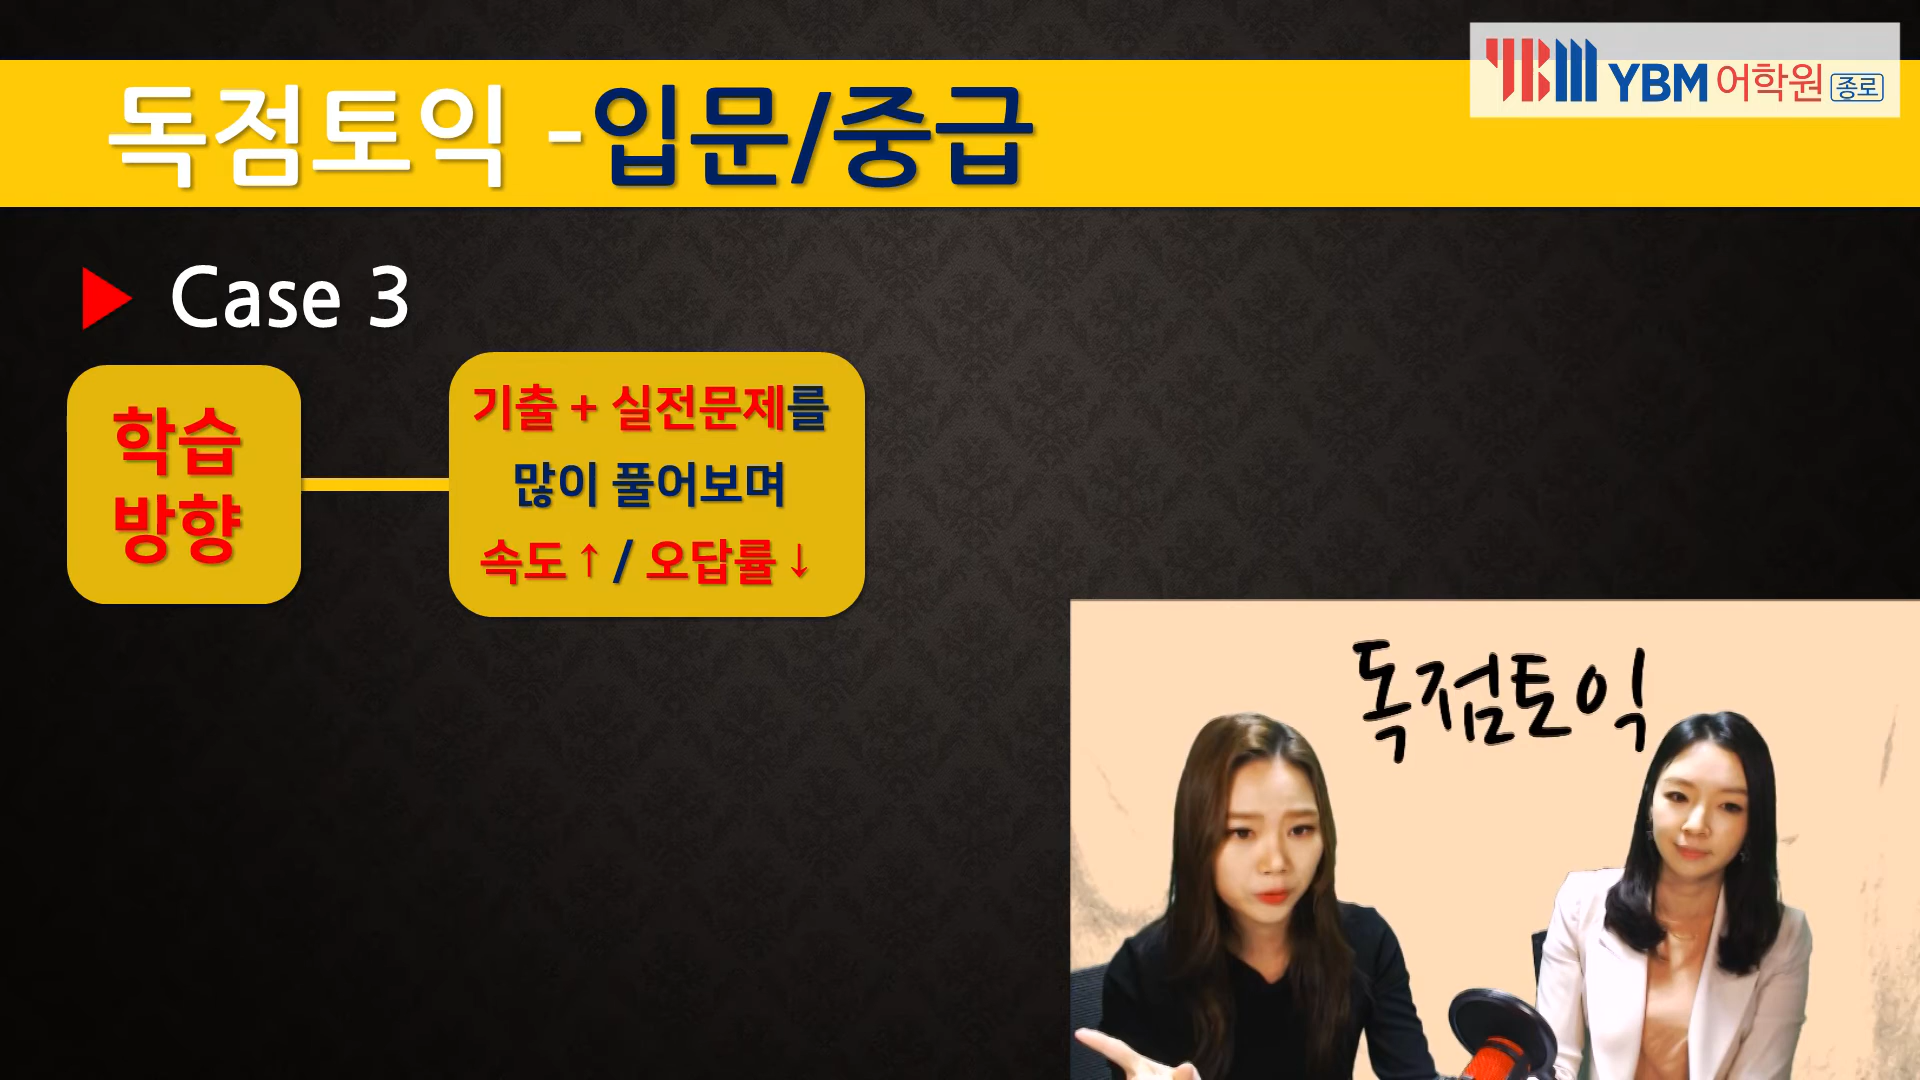 YBM 어학원 종로
독점토익 -입문/중급
Case 3
학습
방향
기출 + 실전문제를
많이 풀어보며
속도↑/ 오답률↓
독점토익